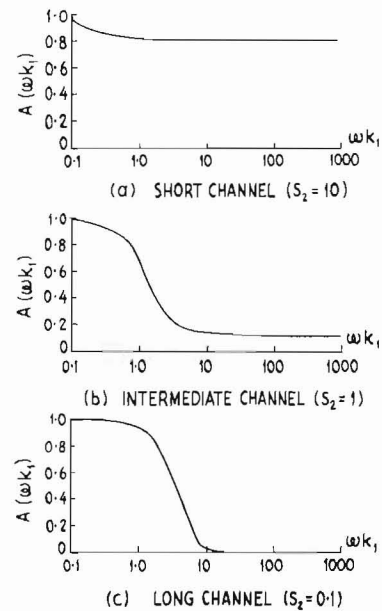 1·0
0·8
0·6
0·4
0·2
0
A (ωk₁)
0·1 1·0 10 100 1000
ωk₁
(a) SHORT CHANNEL (S₂ = 10)
1·0
0·8
0·6
0·4
0·2
0
A (ωk₁)
0·1 1·0 10 100 1000
ωk₁
(b) INTERMEDIATE CHANNEL (S₂ = 1)
1·0
0·8
0·6
0·4
0·2
0
A (ωk₁)
0·1 1·0 10 100 1000
ωk₁
(c) LONG CHANNEL (S₂ = 0·1)